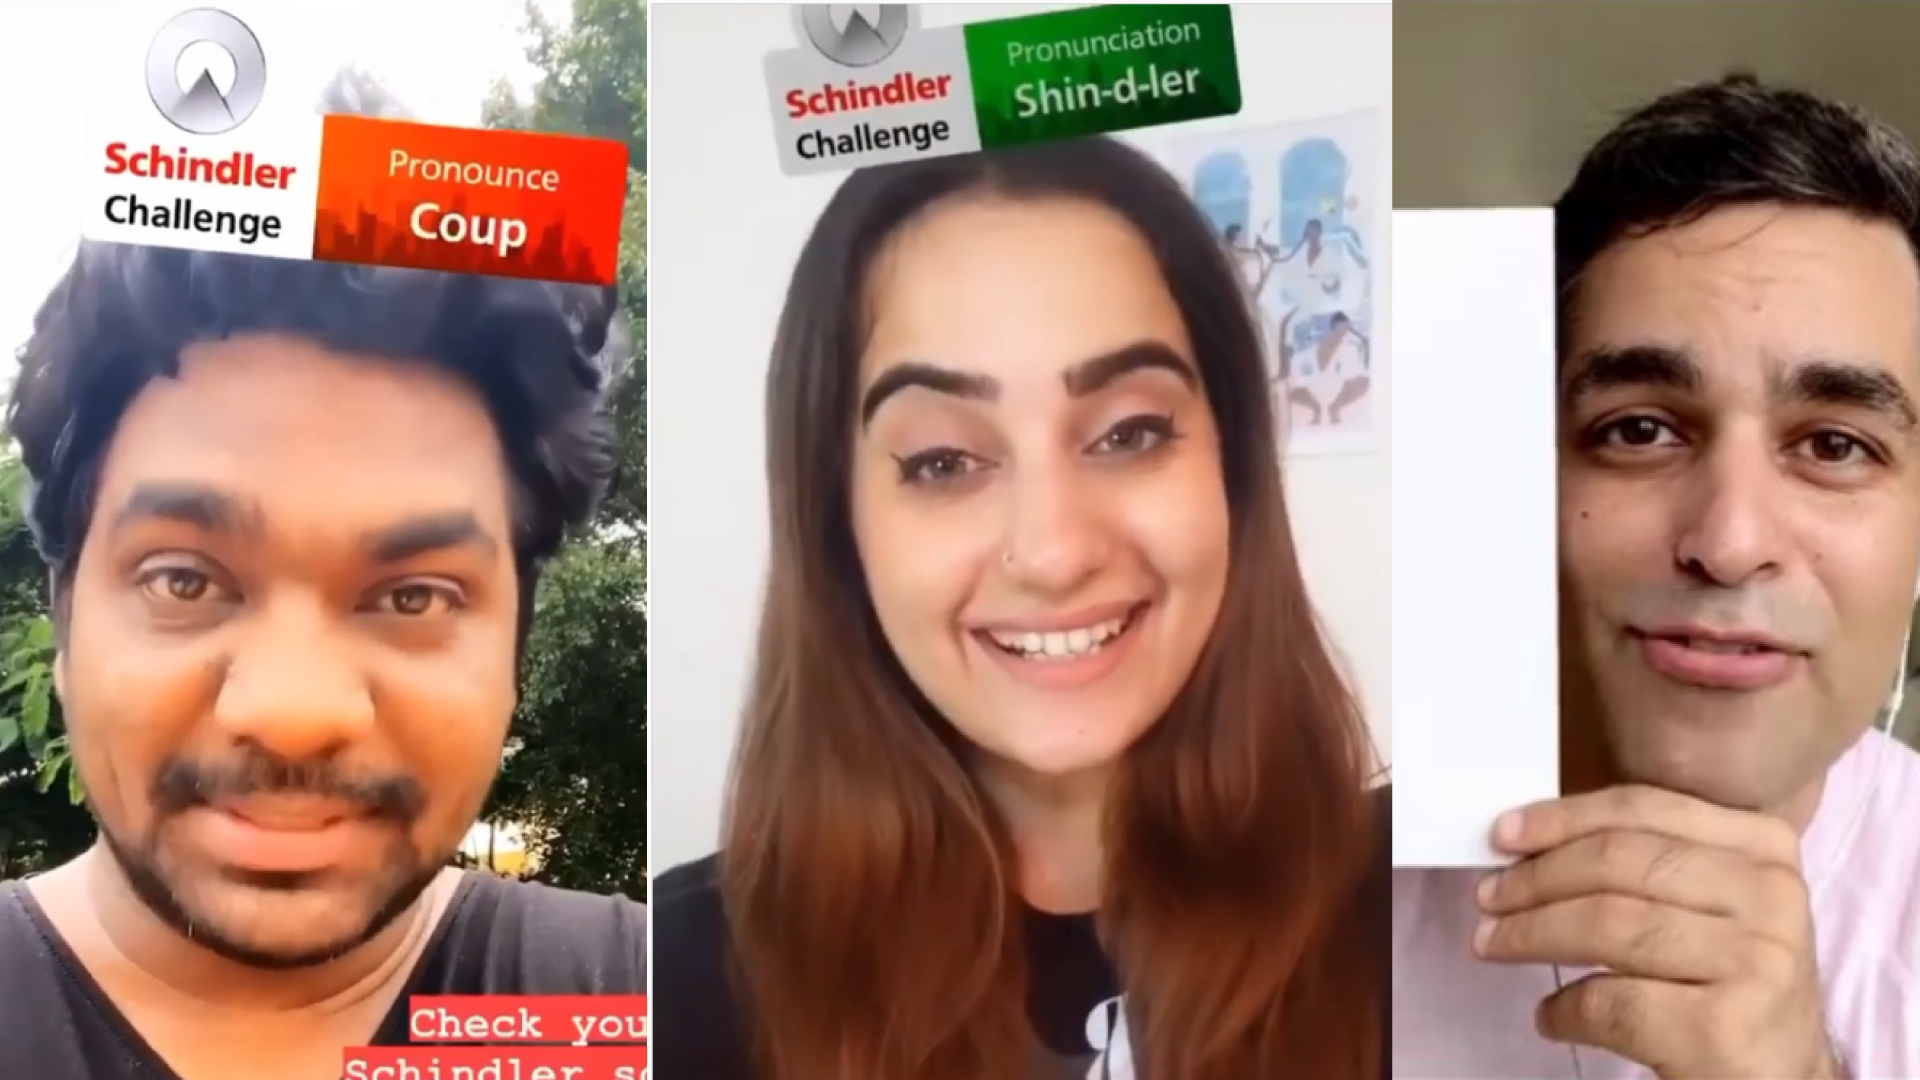 Schindler
Challenge
Pronounce
Coup
Schindler
Challenge
Pronunciation
Shin-d-ler
Check you
Schindler s